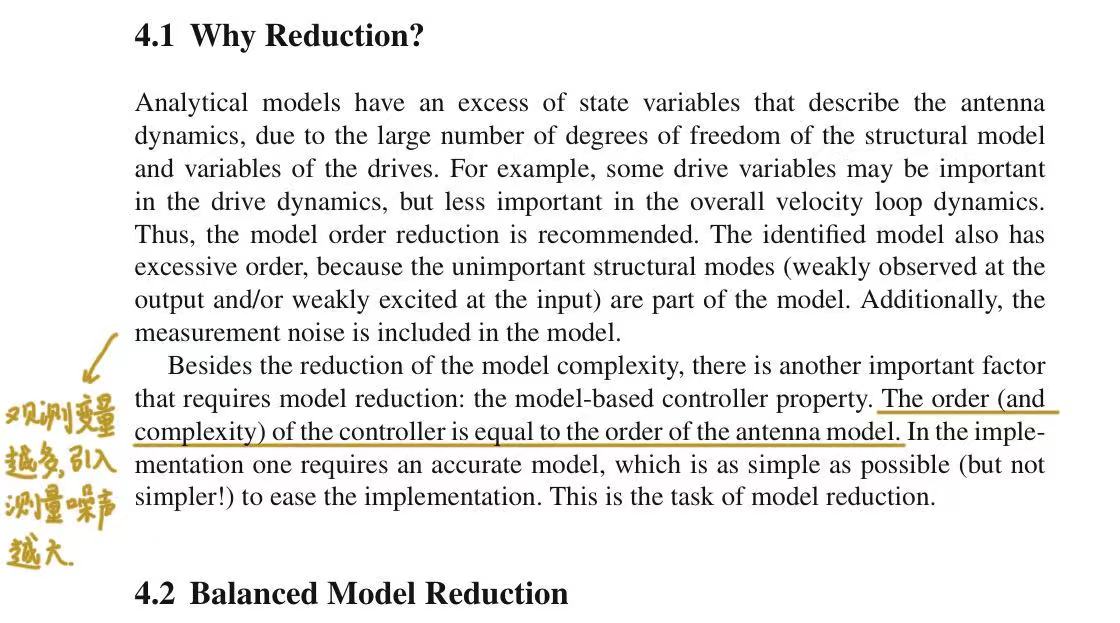 4.1 Why Reduction?
Analytical models have an excess of state variables that describe the antenna
dynamics, due to the large number of degrees of freedom of the structural model
and variables of the drives. For example, some drive variables may be important
in the drive dynamics, but less important in the overall velocity loop dynamics.
Thus, the model order reduction is recommended. The identified model also has
excessive order, because the unimportant structural modes (weakly observed at the
output and/or weakly excited at the input) are part of the model. Additionally, the
measurement noise is included in the model.
Besides the reduction of the model complexity, there is another important factor
that requires model reduction: the model-based controller property. The order (and
complexity) of the controller is equal to the order of the antenna model. In the imple-
mentation one requires an accurate model, which is as simple as possible (but not
simpler!) to ease the implementation. This is the task of model reduction.
观测变量
越多,引入
测量噪声
越大.
4.2 Balanced Model Reduction